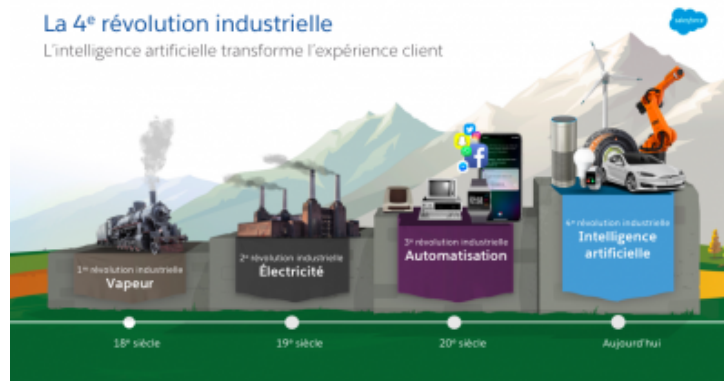 La 4e révolution industrielle
L'intelligence artificielle transforme l'expérience client
salesforce
4e révolution industrielle
Intelligence
artificielle
3e révolution industrielle
Automatisation
2e révolution industrielle
Électricité
1re révolution industrielle
Vapeur
18e siècle
19e siècle
20e siècle
Aujourd'hui